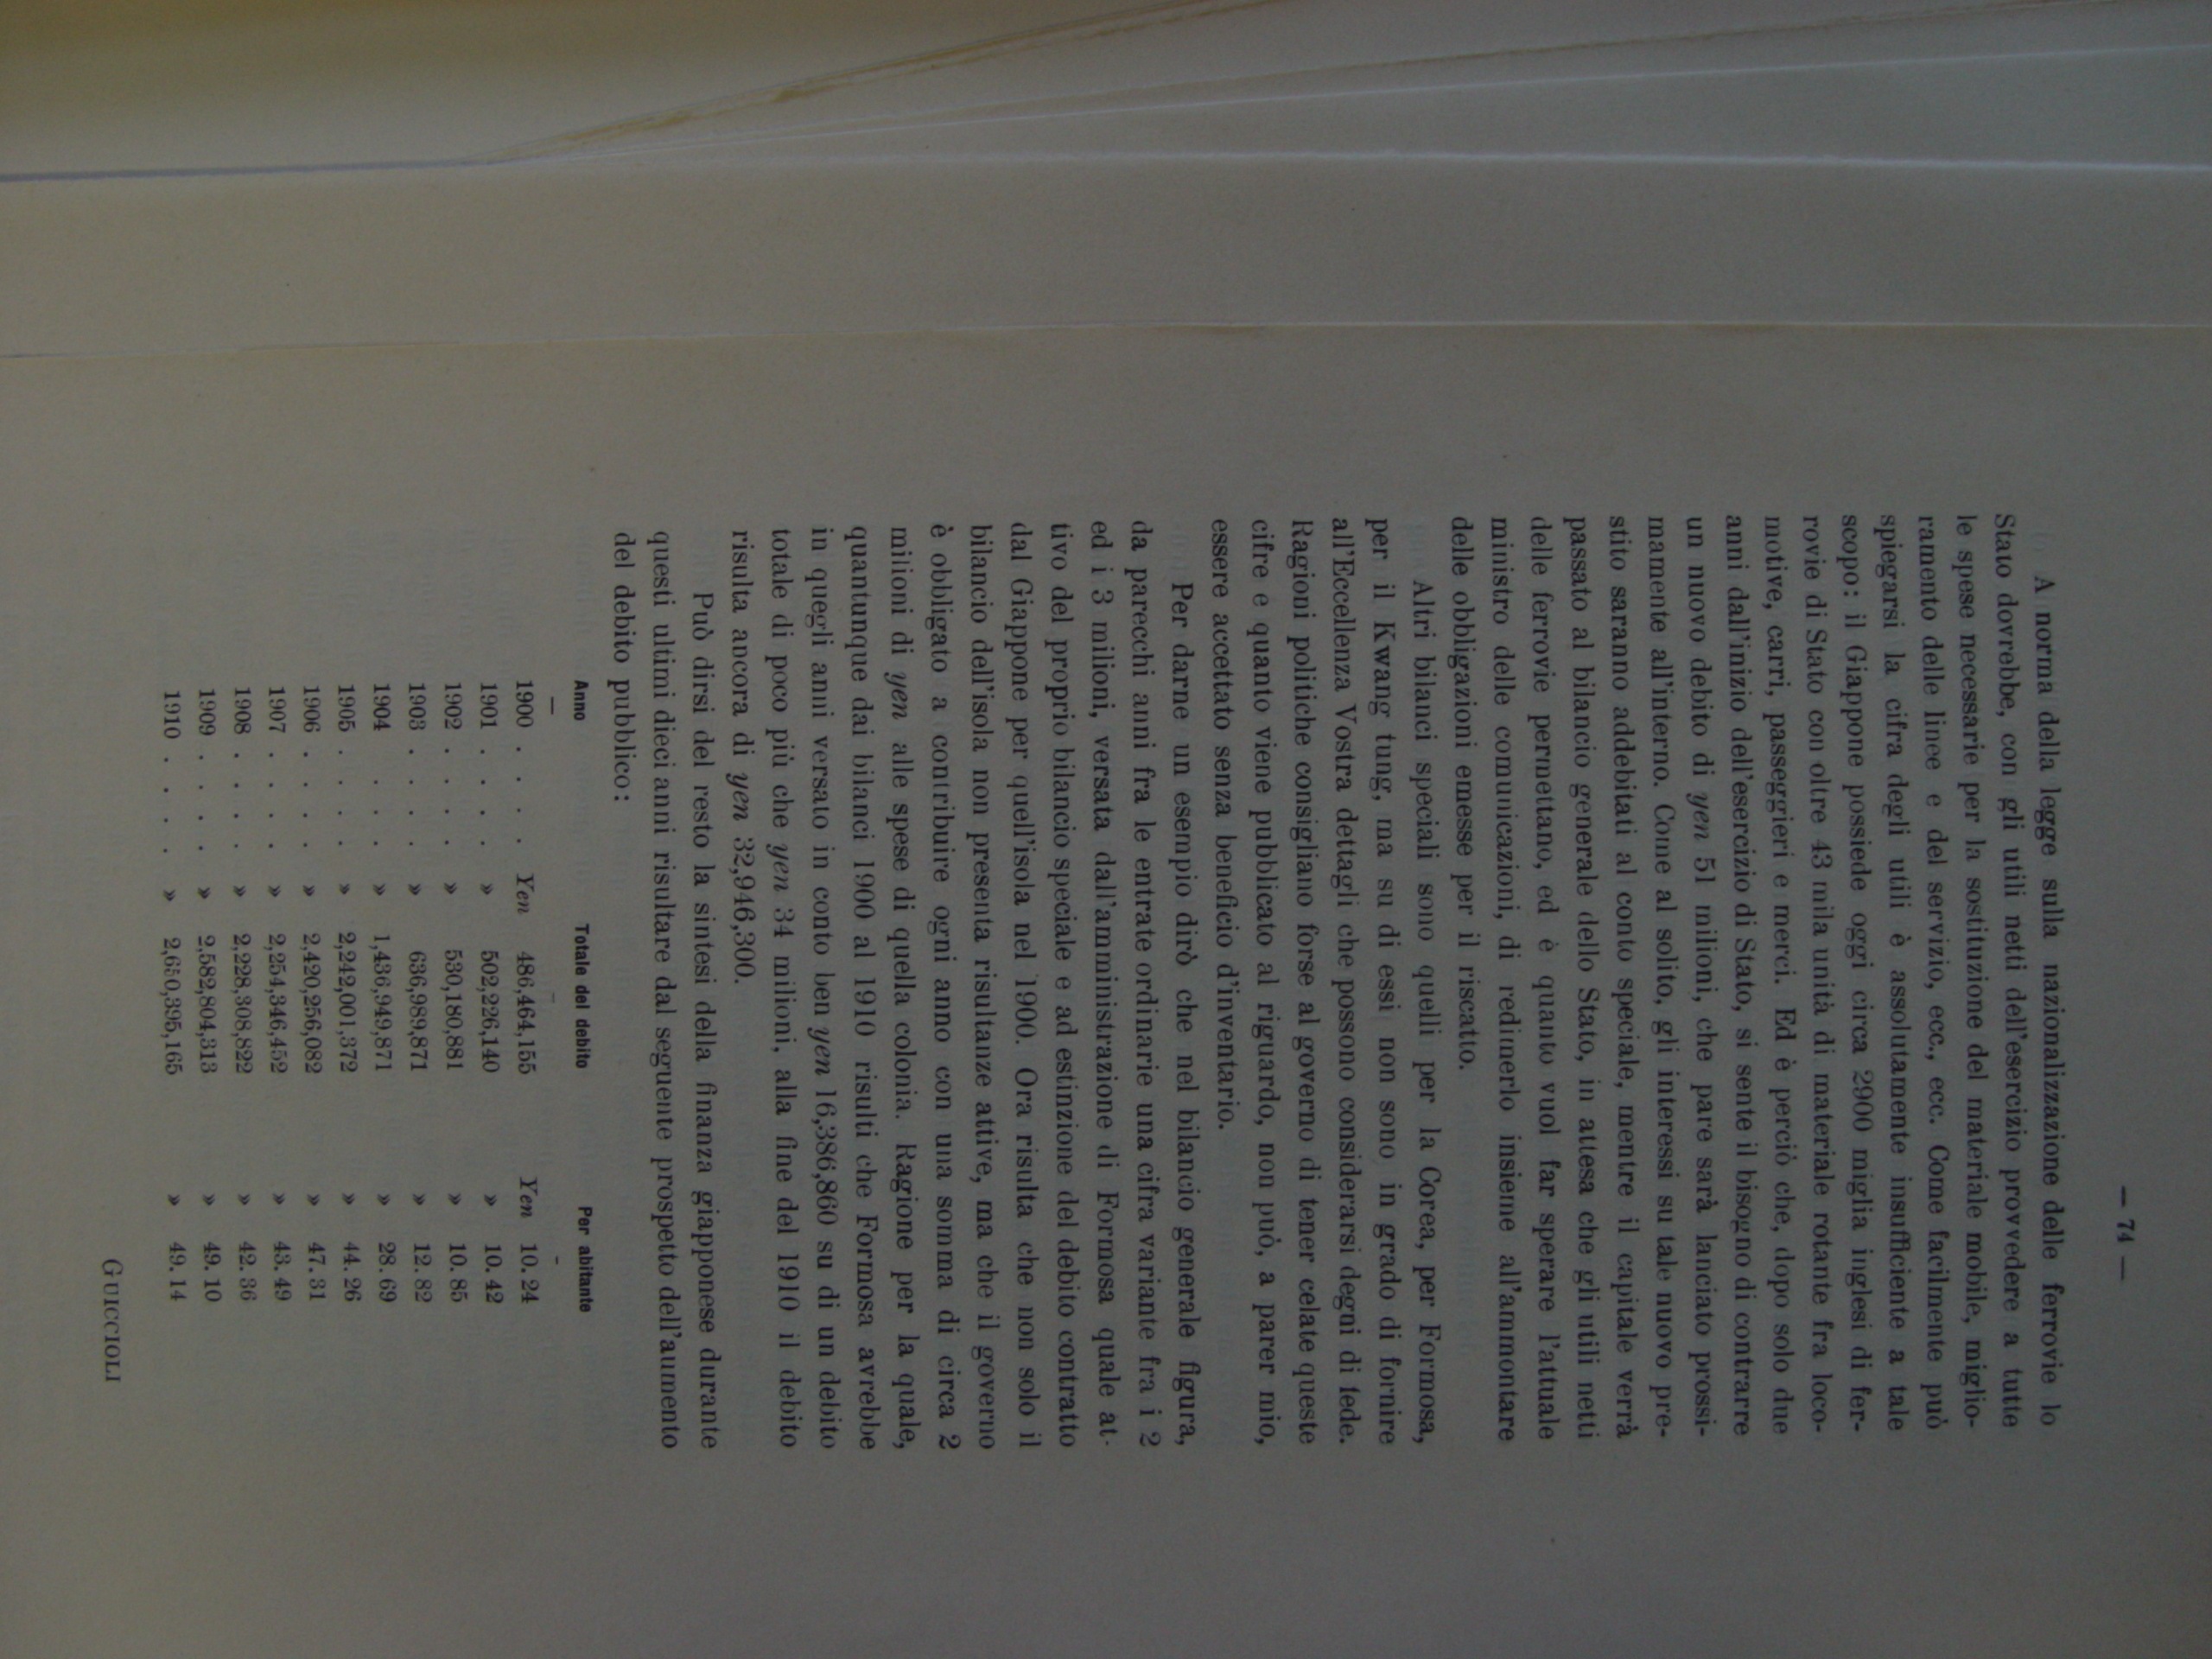 — 74 —
A norma della legge sulla nazionalizzazione delle ferrovie lo
Stato dovrebbe, con gli utili netti dell'esercizio provvedere a tutte
le spese necessarie per la sostituzione del materiale mobile, miglio-
ramento delle linee e del servizio, ecc., ecc. Come facilmente può
spiegarsi la cifra degli utili è assolutamente insufficiente a tale
scopo: il Giappone possiede oggi circa 2900 miglia inglesi di fer-
rovie di Stato con oltre 43 mila unità di materiale rotante fra loco-
motive, carri, passeggieri e merci. Ed è perciò che, dopo solo due
anni dall'inizio dell'esercizio di Stato, si sente il bisogno di contrarre
un nuovo debito di yen 51 milioni, che pare sarà lanciato prossi-
mamente all'interno. Come al solito, gli interessi su tale nuovo pre-
stito saranno addebitati al conto speciale, mentre il capitale verrà
passato al bilancio generale dello Stato, in attesa che gli utili netti
delle ferrovie permettano, ed è quanto vuol far sperare l'attuale
ministro delle comunicazioni, di redimerlo insieme all'ammontare
delle obbligazioni emesse per il riscatto.
Altri bilanci speciali sono quelli per la Corea, per Formosa,
per il Kwang tung, ma su di essi non sono in grado di fornire
all'Eccellenza Vostra dettagli che possono considerarsi degni di fede.
Ragioni politiche consigliano forse al governo di tener celate queste
cifre e quanto viene pubblicato al riguardo, non può, a parer mio,
essere accettato senza beneficio d'inventario.
Per darne un esempio dirò che nel bilancio generale figura,
da parecchi anni fra le entrate ordinarie una cifra variante fra i 2
ed i 3 milioni, versata dall'amministrazione di Formosa quale at-
tivo del proprio bilancio speciale e ad estinzione del debito contratto
dal Giappone per quell'isola nel 1900. Ora risulta che non solo il
bilancio dell'isola non presenta risultanze attive, ma che il governo
è obbligato a contribuire ogni anno con una somma di circa 2
milioni di yen alle spese di quella colonia. Ragione per la quale,
quantunque dai bilanci 1900 al 1910 risulti che Formosa avrebbe
in quegli anni versato in conto ben yen 16,386,860 su di un debito
totale di poco più che yen 34 milioni, alla fine del 1910 il debito
risulta ancora di yen 32,946,300.
Può dirsi del resto la sintesi della finanza giapponese durante
questi ultimi dieci anni risultare dal seguente prospetto dell'aumento
del debito pubblico:
Anno Totale del debito Per abitante
1900 . . . . Yen 486,464,155 Yen 10.24
1901 . . . . » 502,226,140 » 10.42
1902 . . . . » 530,180,881 » 10.85
1903 . . . . » 636,989,871 » 12.82
1904 . . . » 1,436,949,871 » 28.69
1905 . . . . » 2,242,001,372 » 44.26
1906 . . . . » 2,420,256,082 » 47.31
1907 . . . . » 2,254,346,452 » 43.49
1908 . . . . » 2,228,308,822 » 42.36
1909 . . . . » 2,582,804,313 » 49.10
1910 . . . . » 2,650,395,165 » 49.14
GUICCIOLI